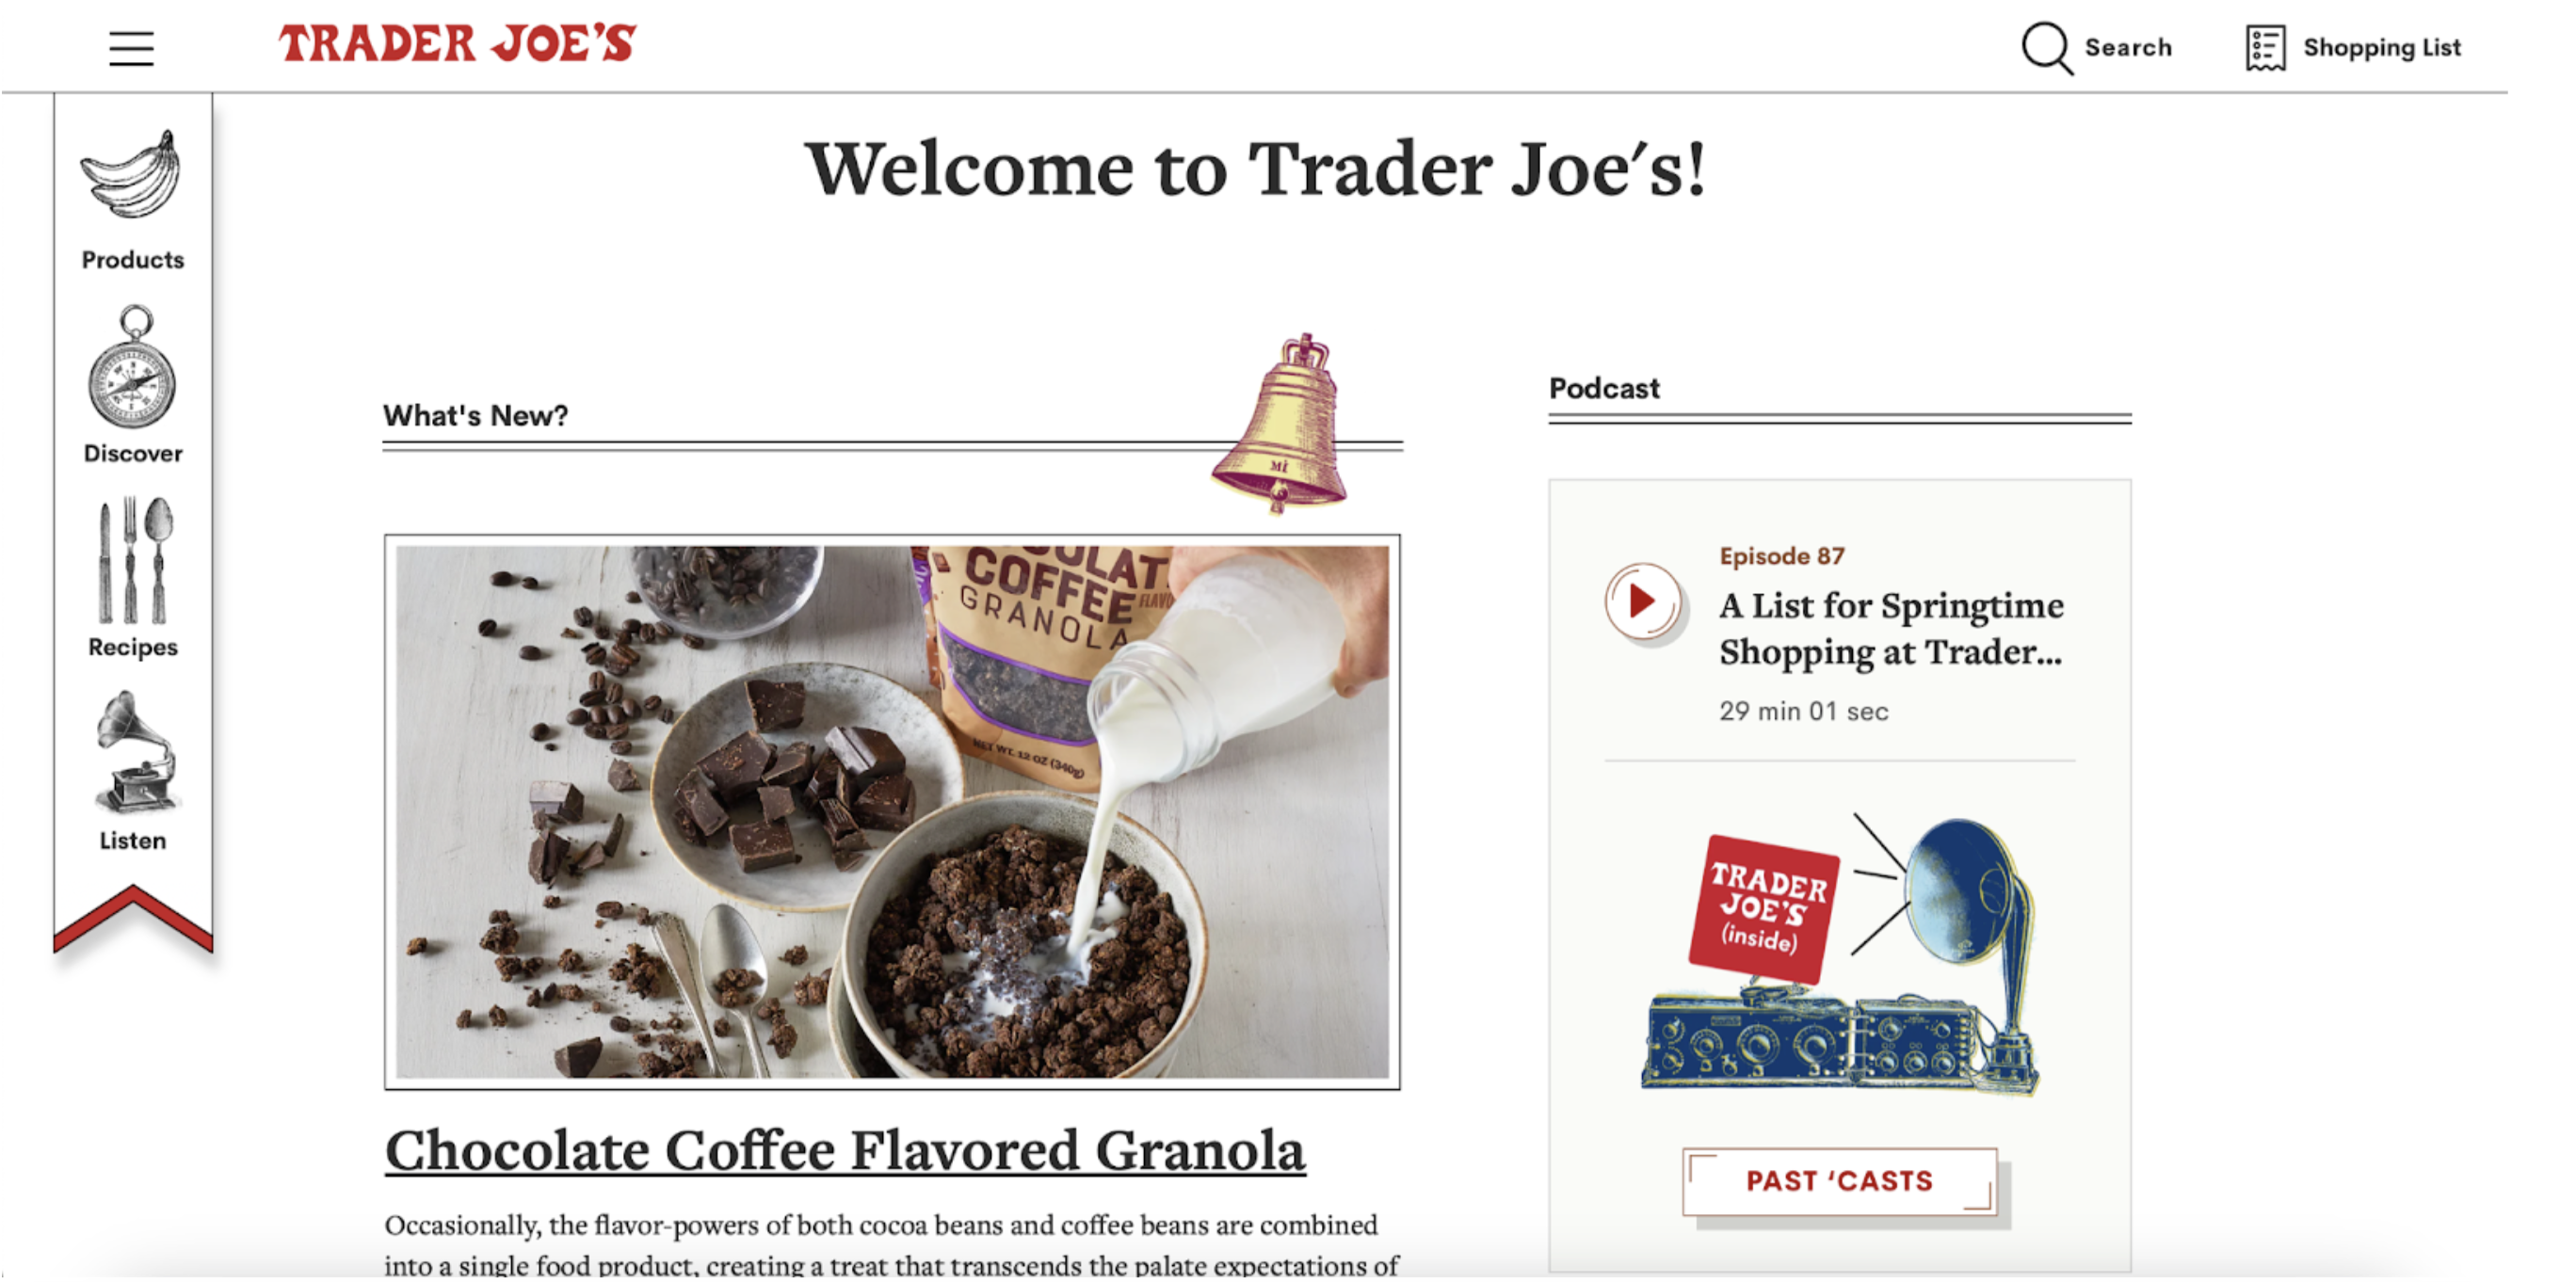 TRADER JOE'S
Search
Shopping List
Products
Discover
Recipes
Listen
Welcome to Trader Joe's!
What's New?
MI
COFFEE
GRANOLA
NET WT. 12 OZ (340g)
Chocolate Coffee Flavored Granola
Occasionally, the flavor-powers of both cocoa beans and coffee beans are combined
into a single food product, creating a treat that transcends the palate expectations of
Podcast
Episode 87
A List for Springtime
Shopping at Trader...
29 min 01 sec
TRADER
JOE'S
(inside)
PAST ‘CASTS